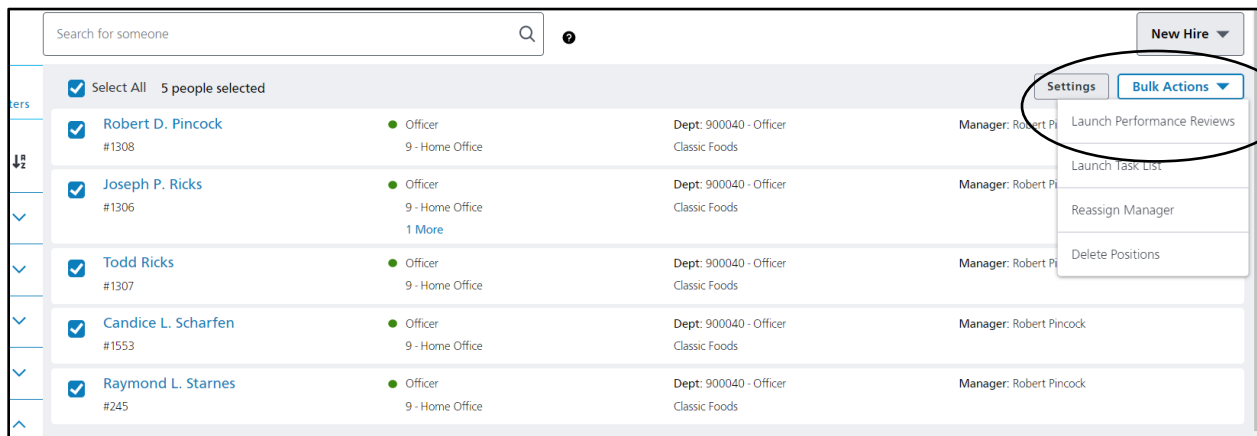 Search for someone
New Hire
ters
Select All 5 people selected
Settings
Bulk Actions
Launch Performance Reviews
Launch Task List
Reassign Manager
Delete Positions
Robert D. Pincock Officer Dept: 900040 - Officer Manager: Robert Pi
#1308 9 - Home Office Classic Foods
Joseph P. Ricks Officer Dept: 900040 - Officer Manager: Robert Pi
#1306 9 - Home Office Classic Foods
1 More
Todd Ricks Officer Dept: 900040 - Officer Manager: Robert Pi
#1307 9 - Home Office Classic Foods
Candice L. Scharfen Officer Dept: 900040 - Officer Manager: Robert Pincock
#1553 9 - Home Office Classic Foods
Raymond L. Starnes Officer Dept: 900040 - Officer Manager: Robert Pincock
#245 9 - Home Office Classic Foods